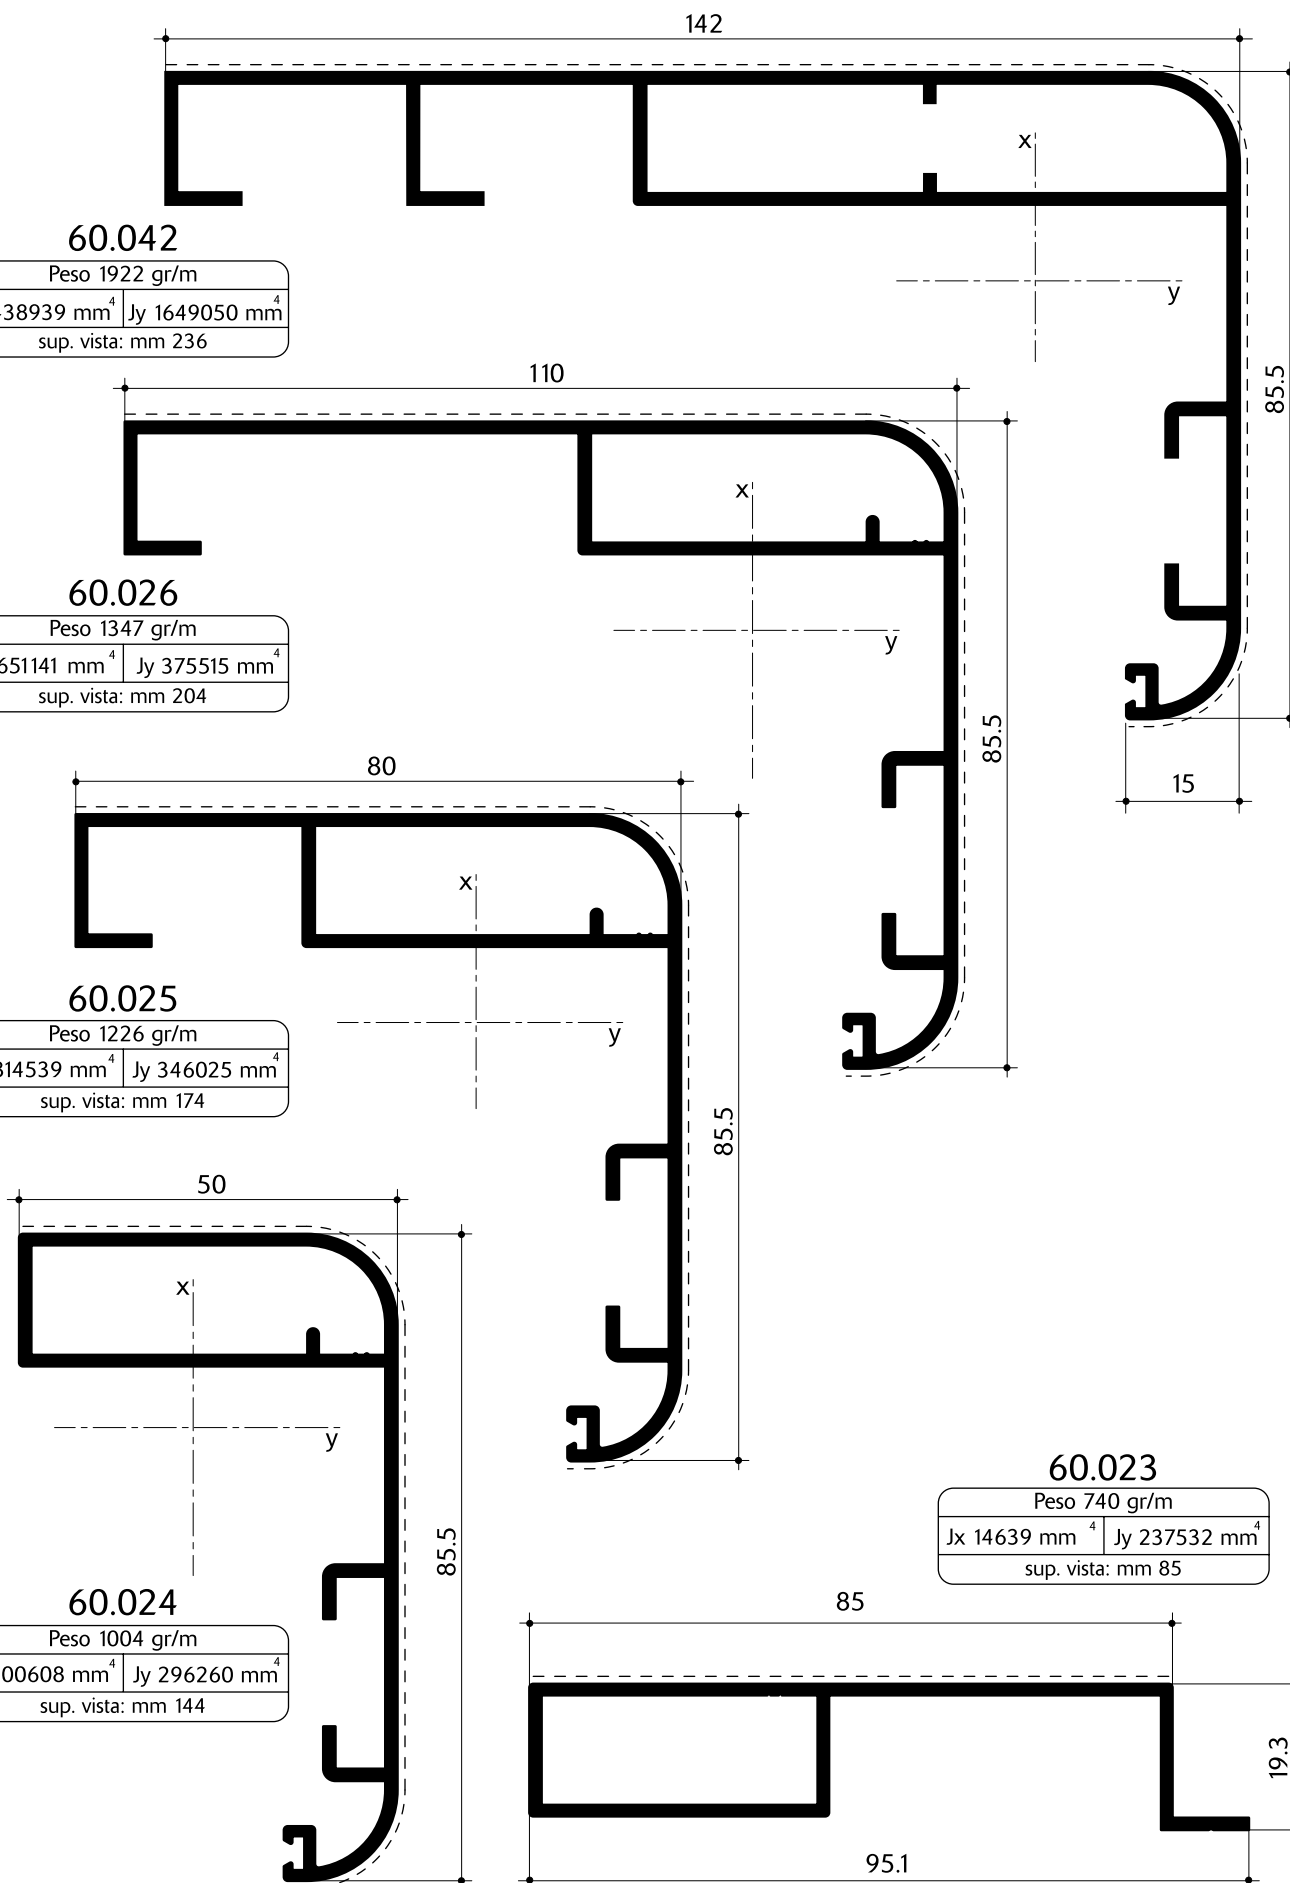 142
x
y
85.5
15
60.042
Peso 1922 gr/m
38939 mm⁴ Jy 1649050 mm⁴
sup. vista: mm 236
110
x
y
85.5
60.026
Peso 1347 gr/m
651141 mm⁴ Jy 375515 mm⁴
sup. vista: mm 204
80
x
y
85.5
60.025
Peso 1226 gr/m
314539 mm⁴ Jy 346025 mm⁴
sup. vista: mm 174
50
x
y
85.5
60.024
Peso 1004 gr/m
00608 mm⁴ Jy 296260 mm⁴
sup. vista: mm 144
60.023
Peso 740 gr/m
Jx 14639 mm⁴ Jy 237532 mm⁴
sup. vista: mm 85
85
19.3
95.1